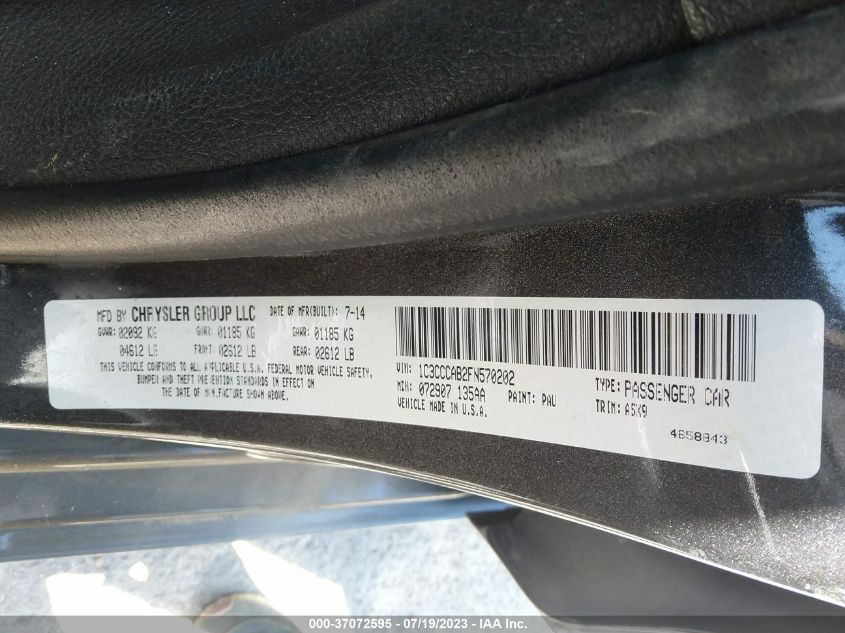 MFD BY CHRYSLER GROUP LLC DATE OF MFR(BUILT): 7-14
GVWR: 02092 KG GAWR: 01185 KG GAWR: 01185 KG
04612 LB FRONT: 02612 LB REAR: 02612 LB
THIS VEHICLE CONFORMS TO ALL APPLICABLE
U.S.A. FEDERAL MOTOR VEHICLE SAFETY,
BUMPER AND THEFT PREVENTION STANDARDS IN EFFECT ON
THE DATE OF MANUFACTURE SHOWN ABOVE.
VIN: 1C3CCCAB2FN570202 TYPE: PASSENGER CAR
MDH: 072907 135AA PAINT: PAU TRIM: A5X9
VEHICLE MADE IN U.S.A.
4658843
000-37072595 - 07/19/2023 - IAA Inc.